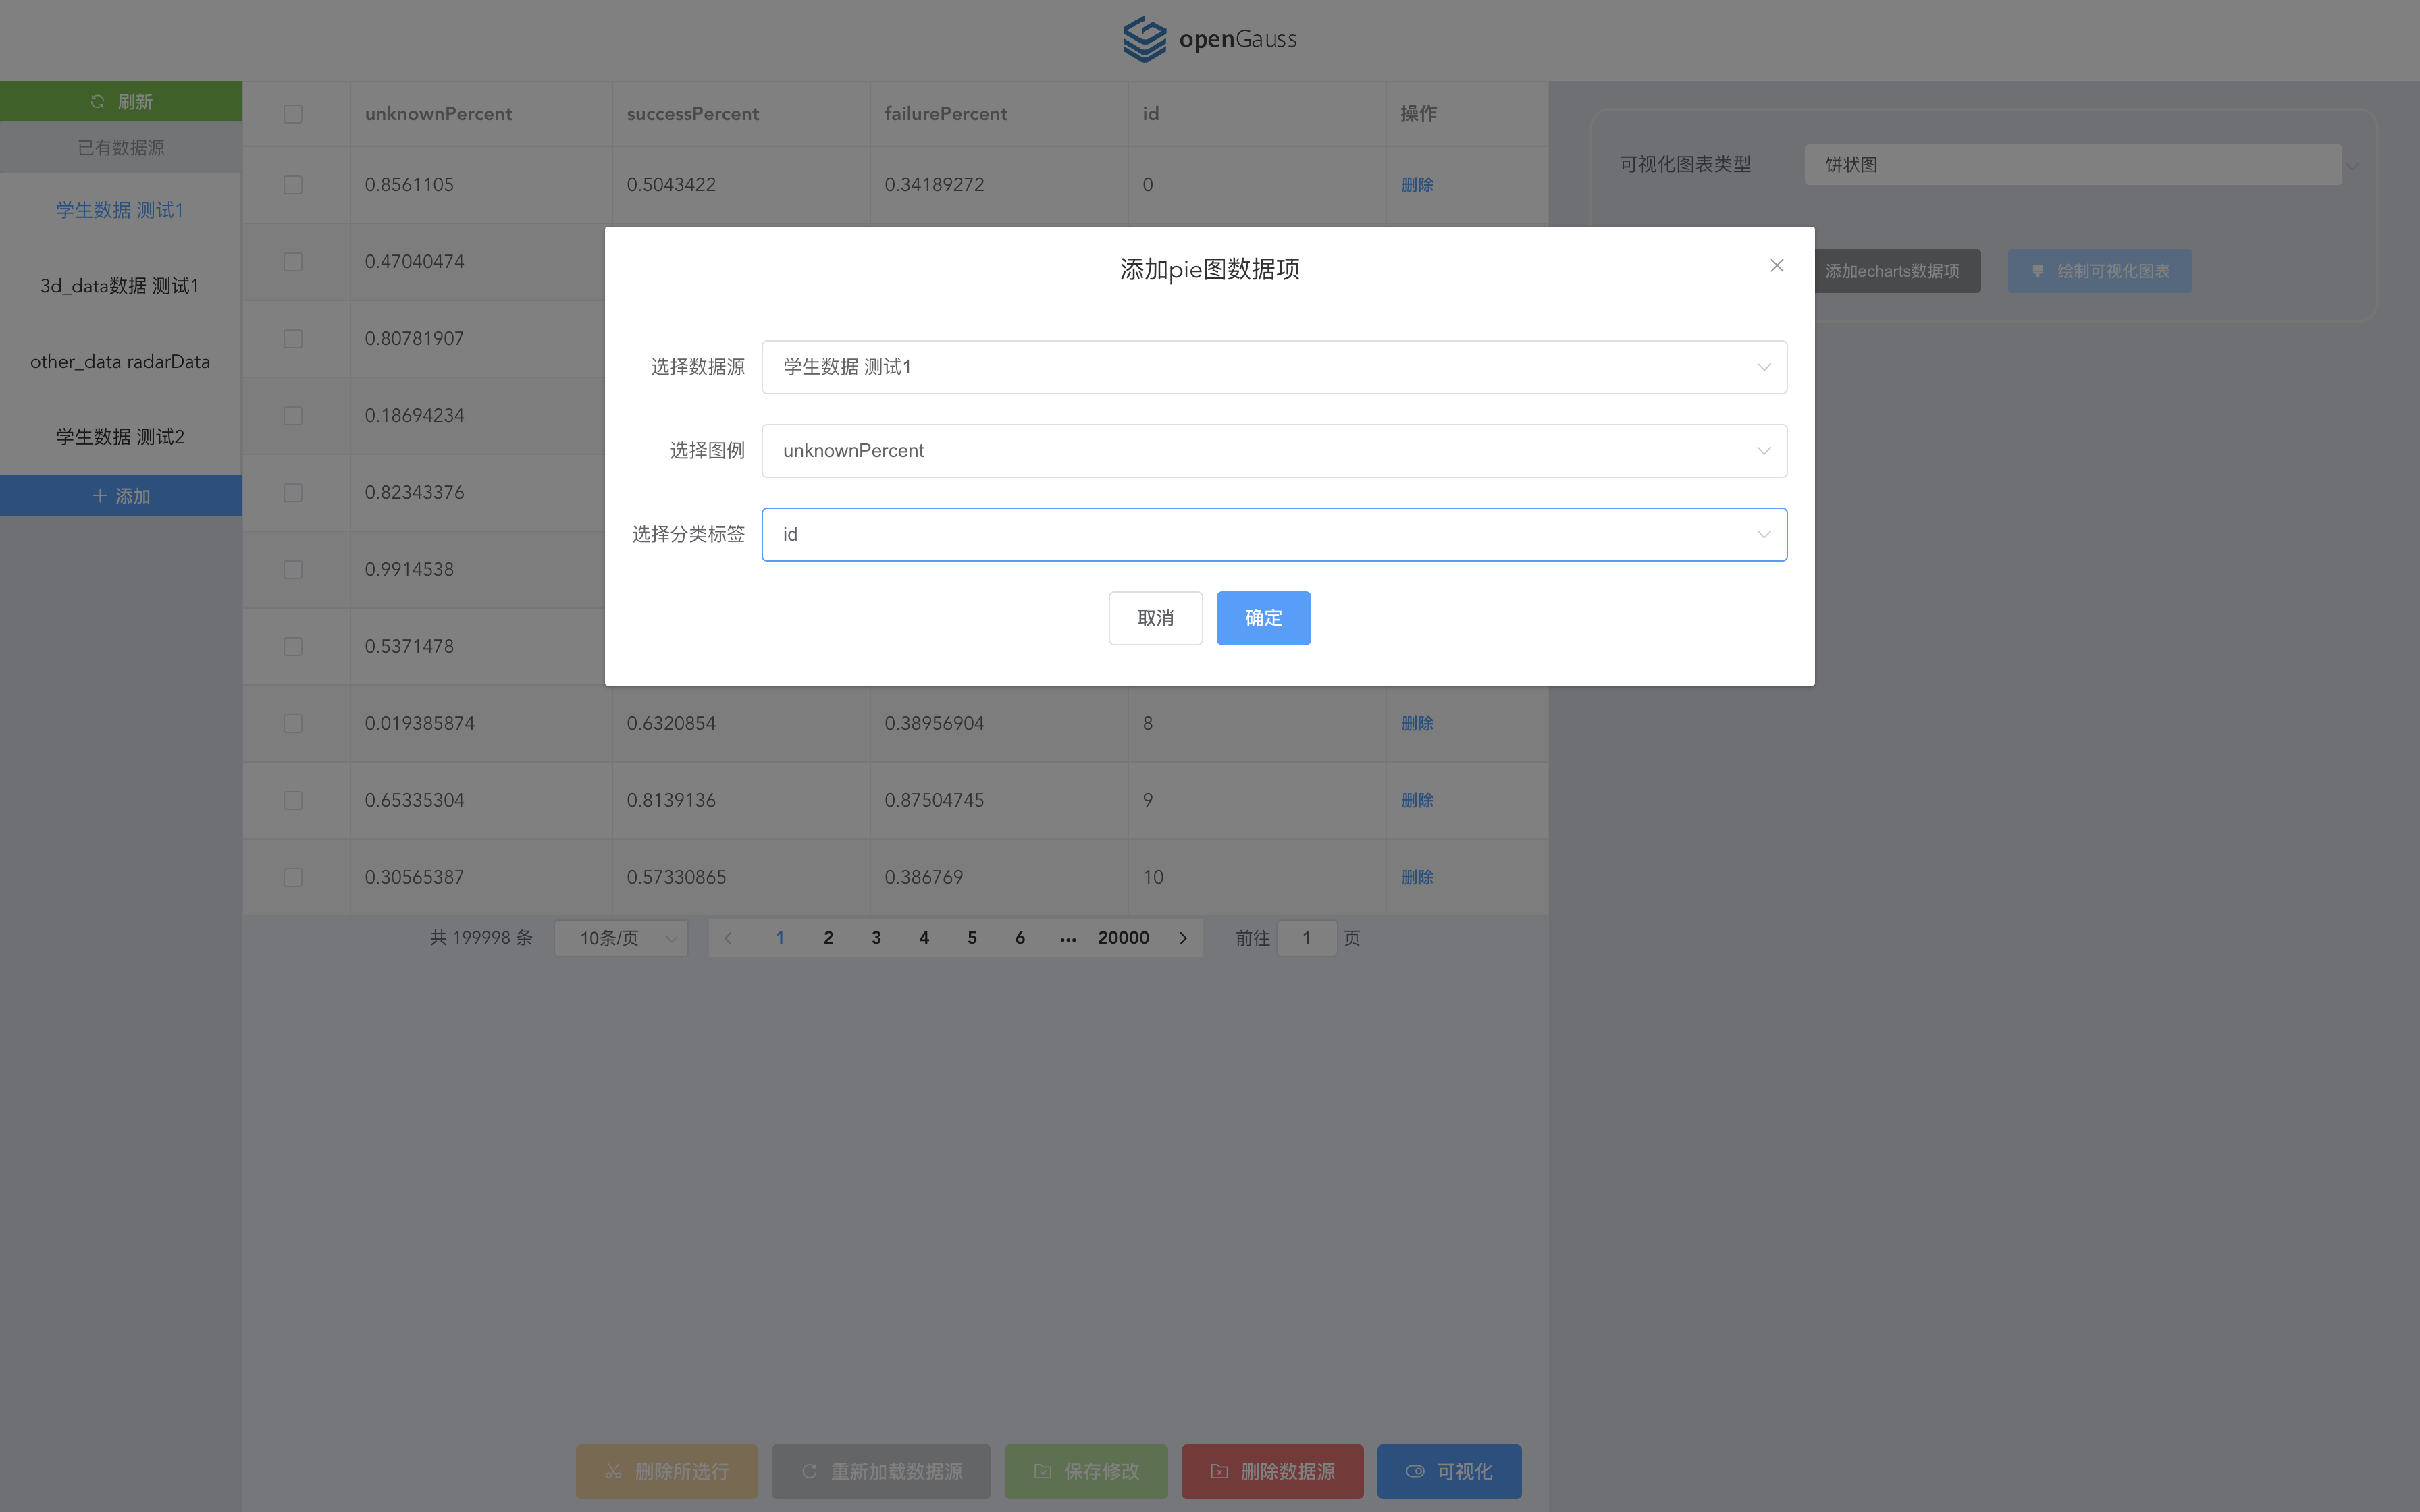 openGauss
刷新
已有数据源
学生数据 测试1
3d_data数据 测试1
other_data radarData
学生数据 测试2
添加
unknownPercent successPercent failurePercent id 操作
0.8561105 0.5043422 0.34189272 0 删除
0.47040474
0.80781907
0.18694234
0.82343376
0.9914538
0.5371478
0.019385874 0.6320854 0.38956904 8 删除
0.65335304 0.8139136 0.87504745 9 删除
0.30565387 0.57330865 0.386769 10 删除
共 199998 条 10条/页 1 2 3 4 5 6 ... 20000 前往 1 页
可视化图表类型 饼状图
添加echarts数据项 绘制可视化图表
添加pie图数据项
选择数据源 学生数据 测试1
选择图例 unknownPercent
选择分类标签 id
取消 确定
删除所选行 重新加载数据源 保存修改 删除数据源 可视化